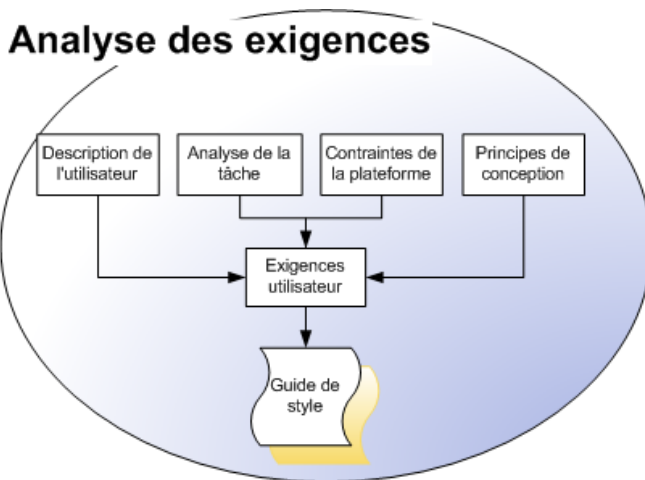 Analyse des exigences
Description de
l'utilisateur
Analyse de la
tâche
Contraintes de
la plateforme
Principes de
conception
Exigences
utilisateur
Guide de
style